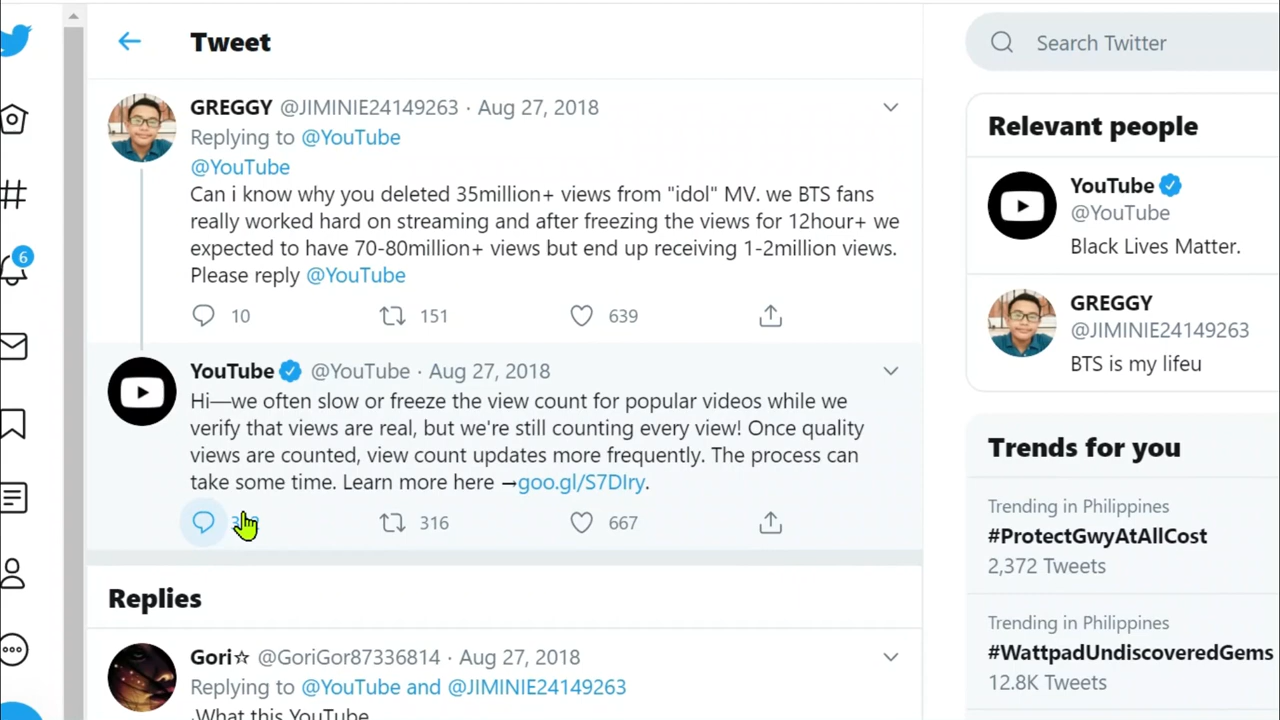 Tweet
GREGGY @JIMINIE24149263 · Aug 27, 2018
Replying to @YouTube
@YouTube
Can i know why you deleted 35million+ views from "idol" MV. we BTS fans
really worked hard on streaming and after freezing the views for 12hour+ we
expected to have 70-80million+ views but end up receiving 1-2million views.
Please reply @YouTube
10 151 639
YouTube @YouTube · Aug 27, 2018
Hi—we often slow or freeze the view count for popular videos while we
verify that views are real, but we're still counting every view! Once quality
views are counted, view count updates more frequently. The process can
take some time. Learn more here →goo.gl/S7DIry.
316 667
Replies
Gori☆ @GoriGor87336814 · Aug 27, 2018
Replying to @YouTube and @JIMINIE24149263
.What this YouTube
6
Search Twitter
Relevant people
YouTube
@YouTube
Black Lives Matter.
GREGGY
@JIMINIE24149263
BTS is my lifeu
Trends for you
Trending in Philippines
#ProtectGwyAtAllCost
2,372 Tweets
Trending in Philippines
#WattpadUndiscoveredGems
12.8K Tweets